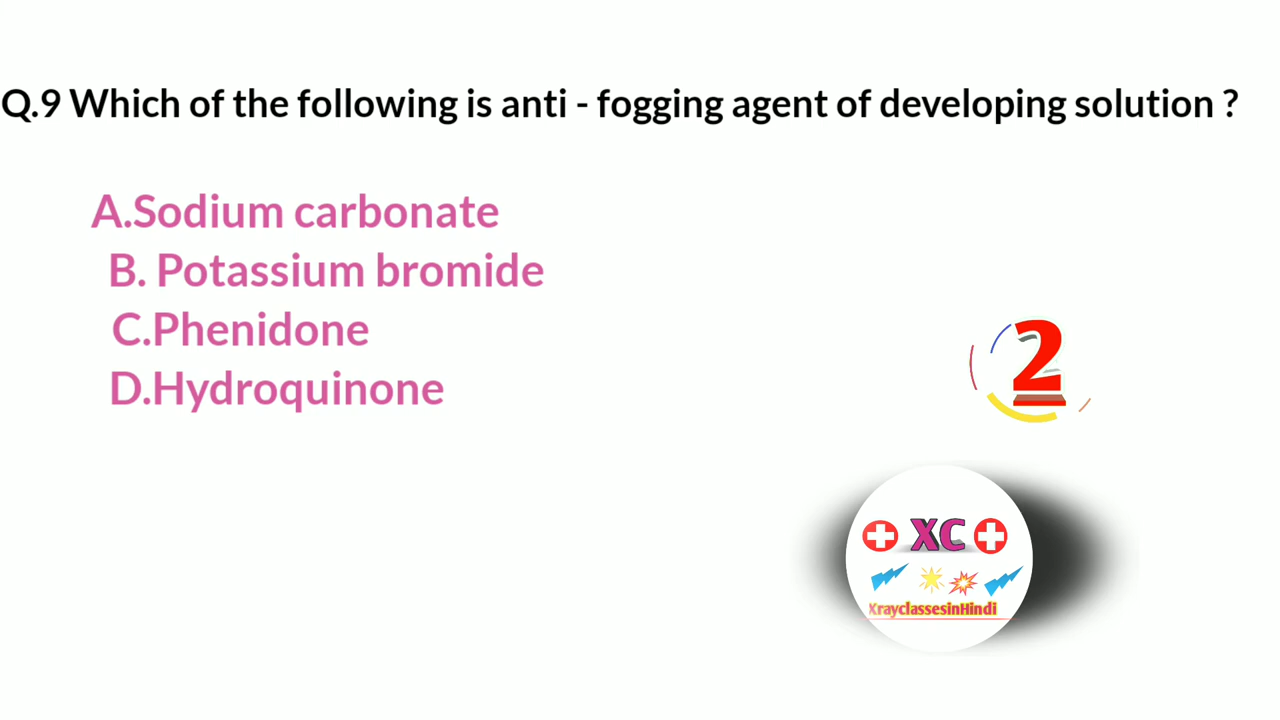 Q.9 Which of the following is anti - fogging agent of developing solution ?
A.Sodium carbonate
B. Potassium bromide
C.Phenidone
D.Hydroquinone
2
XC
XrayclassesinHindi